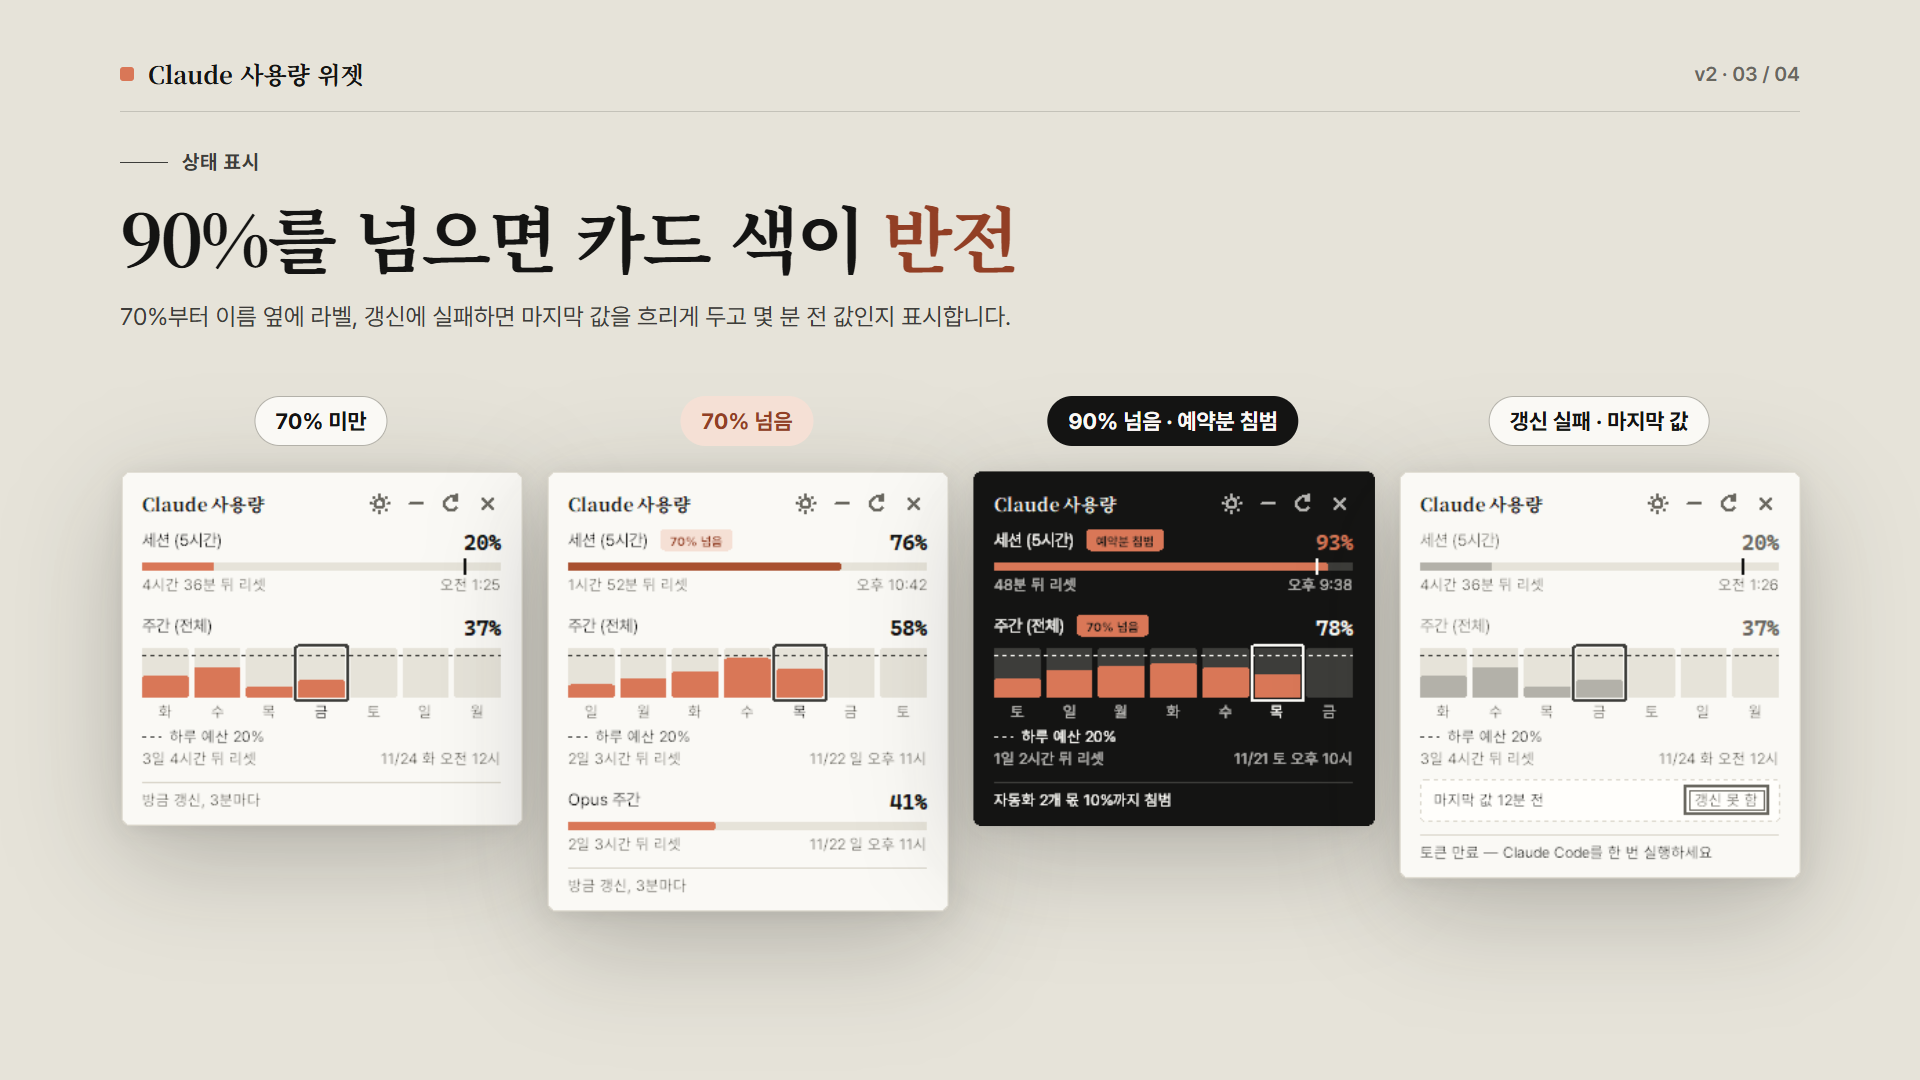 Claude 사용량 위젯
v2 · 03 / 04
상태 표시
90%를 넘으면 카드 색이 반전
70%부터 이름 옆에 라벨, 갱신에 실패하면 마지막 값을 흐리게 두고 몇 분 전 값인지 표시합니다.
70% 미만
Claude 사용량
세션 (5시간)
20%
4시간 36분 뒤 리셋
오전 1:25
주간 (전체)
37%
화 수 목 금 토 일 월
하루 예산 20%
3일 4시간 뒤 리셋
11/24 화 오전 12시
방금 갱신, 3분마다
70% 넘음
Claude 사용량
세션 (5시간)
70% 넘음
76%
1시간 52분 뒤 리셋
오후 10:42
주간 (전체)
58%
일 월 화 수 목 금 토
하루 예산 20%
2일 3시간 뒤 리셋
11/22 일 오후 11시
Opus 주간
41%
2일 3시간 뒤 리셋
11/22 일 오후 11시
방금 갱신, 3분마다
90% 넘음 · 예약분 침범
Claude 사용량
세션 (5시간)
예약분 침범
93%
48분 뒤 리셋
오후 9:38
주간 (전체)
70% 넘음
78%
토 일 월 화 수 목 금
하루 예산 20%
1일 2시간 뒤 리셋
11/21 토 오후 10시
자동화 2개 몫 10%까지 침범
갱신 실패 · 마지막 값
Claude 사용량
세션 (5시간)
20%
4시간 36분 뒤 리셋
오전 1:26
주간 (전체)
37%
화 수 목 금 토 일 월
하루 예산 20%
3일 4시간 뒤 리셋
11/24 화 오전 12시
마지막 값 12분 전
갱신 못 함
토큰 만료 — Claude Code를 한 번 실행하세요